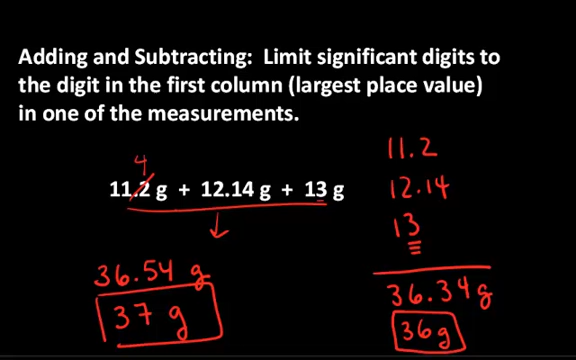 Adding and Subtracting: Limit significant digits to
the digit in the first column (largest place value)
in one of the measurements.
4
11.2 g + 12.14 g + 13 g
11.2
12.14
13
36.54 g
37 g
36.34 g
36g